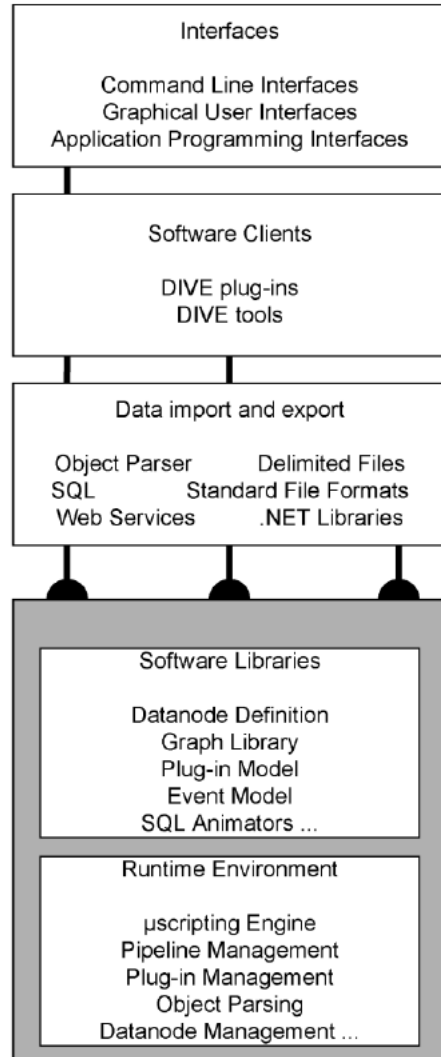 Interfaces
Command Line Interfaces
Graphical User Interfaces
Application Programming Interfaces
Software Clients
DIVE plug-ins
DIVE tools
Data import and export
Object Parser Delimited Files
SQL Standard File Formats
Web Services .NET Libraries
Software Libraries
Datanode Definition
Graph Library
Plug-in Model
Event Model
SQL Animators ...
Runtime Environment
µscripting Engine
Pipeline Management
Plug-in Management
Object Parsing
Datanode Management ...